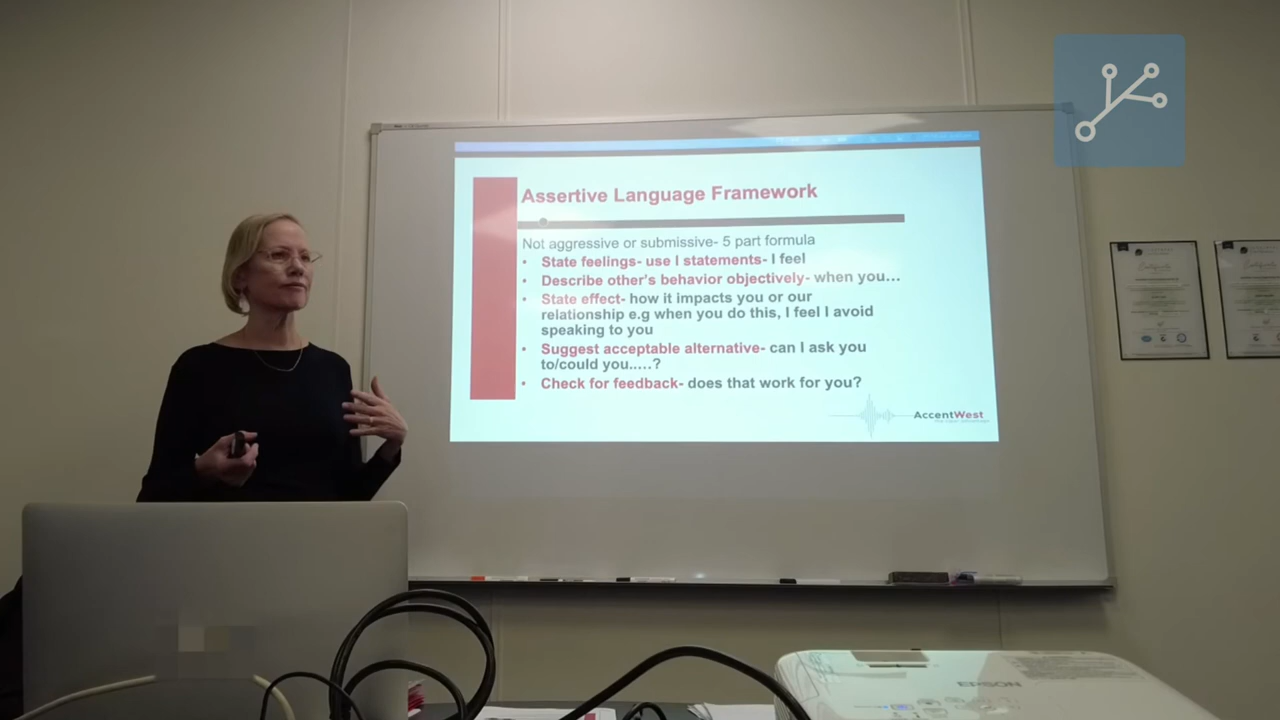 Assertive Language Framework
Not aggressive or submissive- 5 part formula
• State feelings- use I statements- I feel
• Describe other's behavior objectively- when you...
• State effect- how it impacts you or our
relationship e.g when you do this, I feel I avoid
speaking to you
• Suggest acceptable alternative- can I ask you
to/could you.....?
• Check for feedback- does that work for you?
AccentWest
EPSON